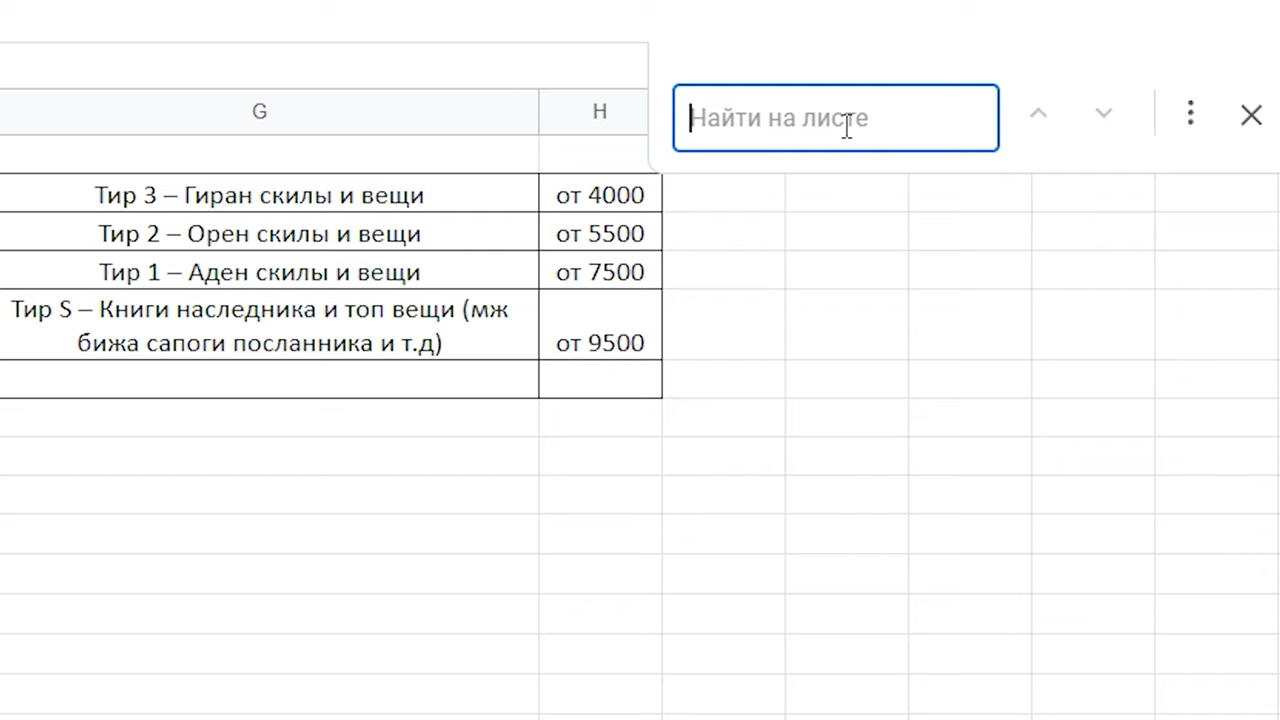 Найти на листе
G H
Тир 3 – Гиран скилы и вещи от 4000
Тир 2 – Орен скилы и вещи от 5500
Тир 1 – Аден скилы и вещи от 7500
Тир S – Книги наследника и топ вещи (мж
бижа сапоги посланника и т.д) от 9500